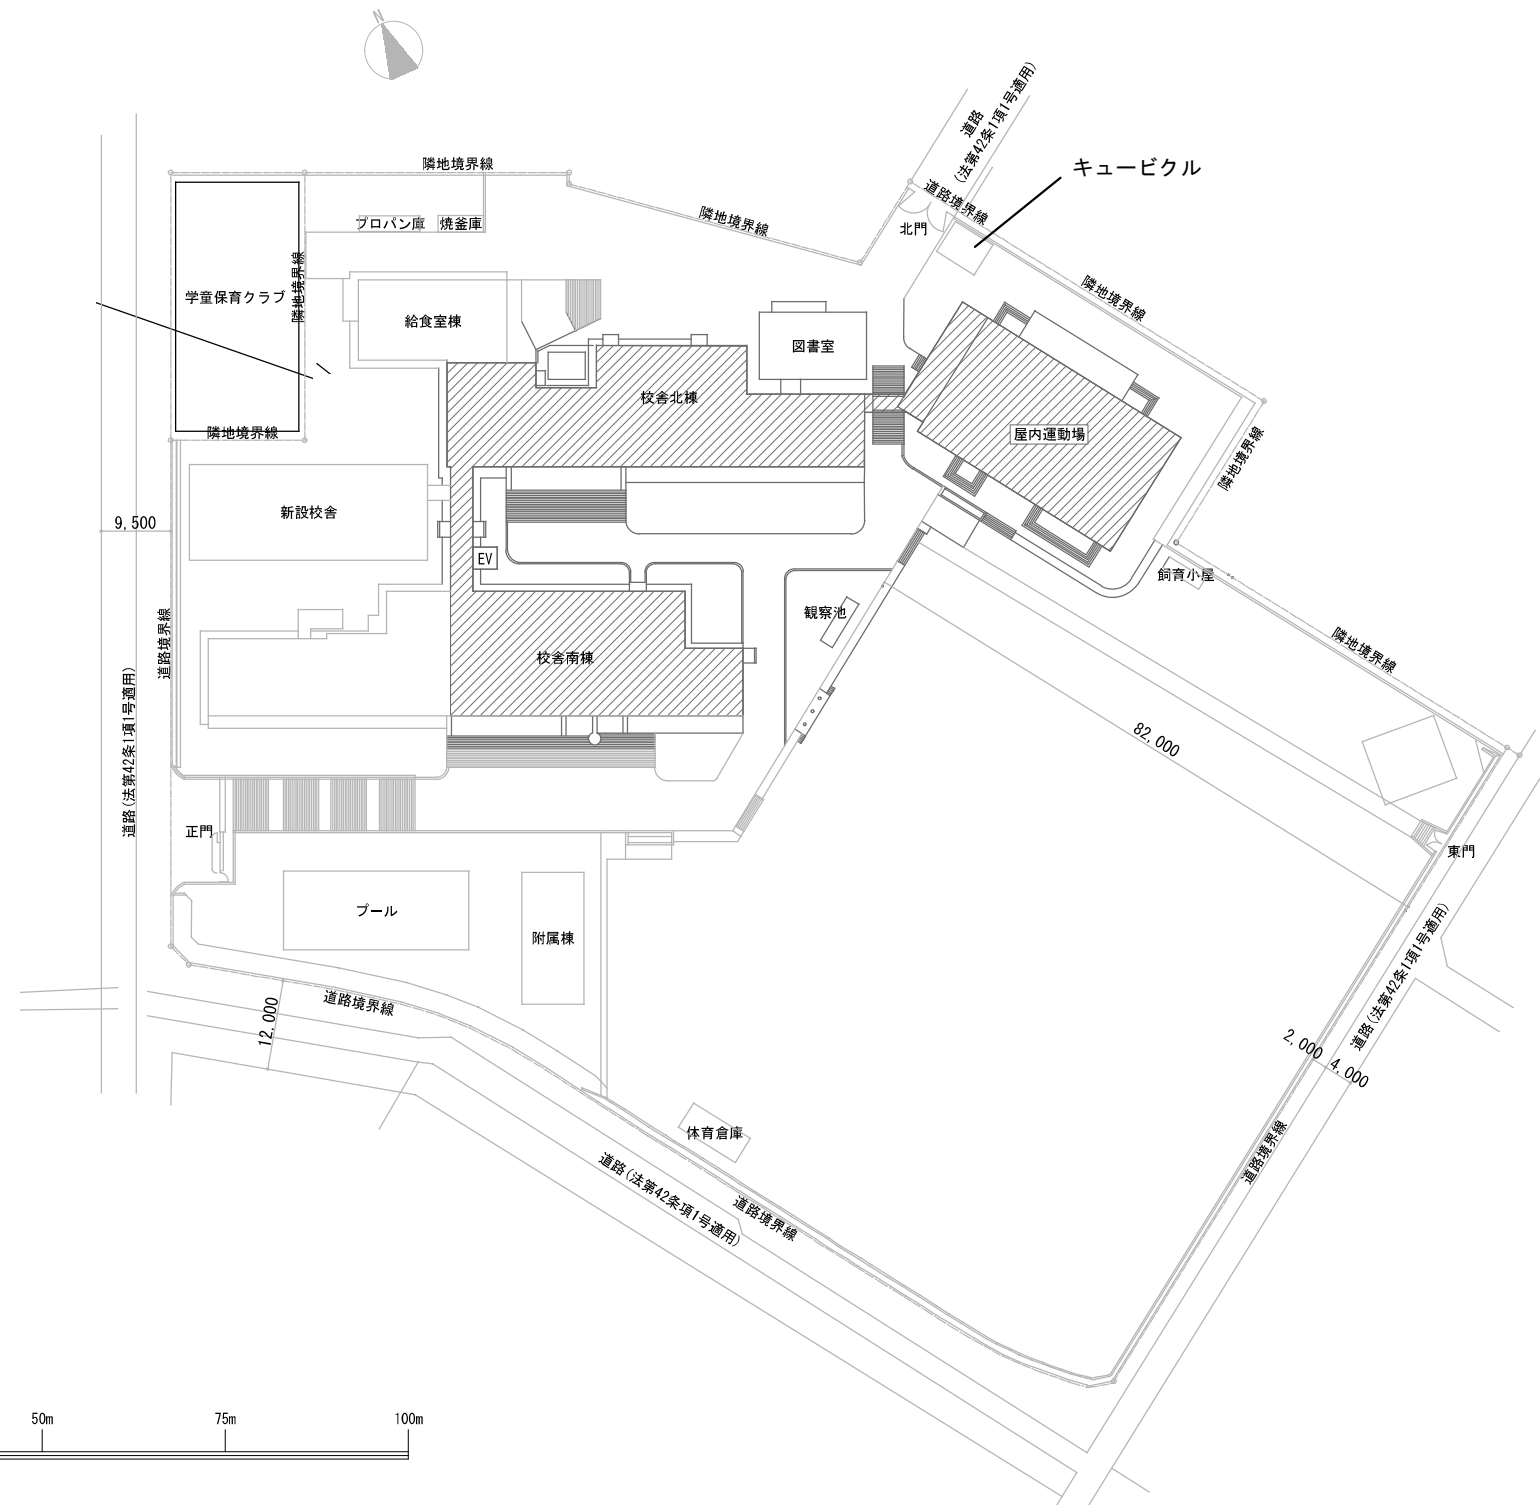 N
道路
(法第42条1項1号適用)
キュービクル
隣地境界線
道路境界線
隣地境界線
北門
プロパン庫
焼釜庫
隣地境界線
学童保育クラブ
隣地境界線
給食室棟
図書室
校舎北棟
屋内運動場
隣地境界線
隣地境界線
新設校舎
9,500
EV
飼育小屋
観察池
道路境界線
校舎南棟
隣地境界線
道路(法第42条1項1号適用)
82,000
正門
東門
プール
附属棟
道路(法第42条1項1号適用)
12,000
道路境界線
2,000
4,000
体育倉庫
道路境界線
道路(法第42条項1号適用)
道路境界線
50m
75m
100m